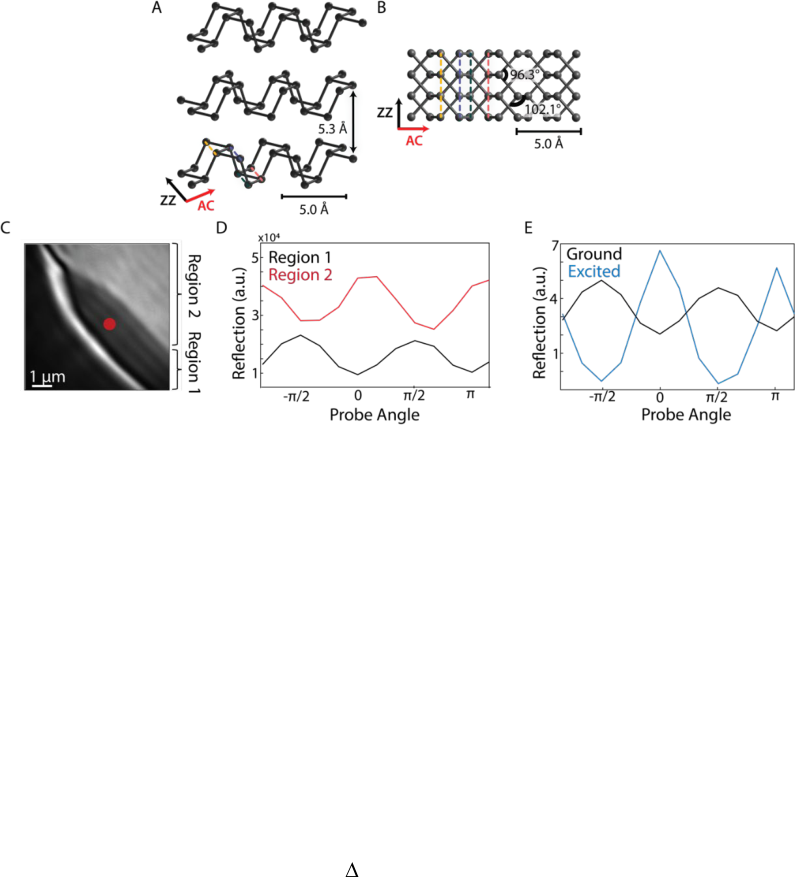 A
B
5.3 Å
ZZ
AC
5.0 Å
96.3°
102.1°
ZZ
AC
5.0 Å
C
Region 2
Region 1
1 μm
D
x10⁴
5
3
1
Reflection (a.u.)
Region 1
Region 2
-π/2
0
π/2
π
Probe Angle
E
7
4
1
Reflection (a.u.)
Ground
Excited
-π/2
0
π/2
π
Probe Angle
Δ